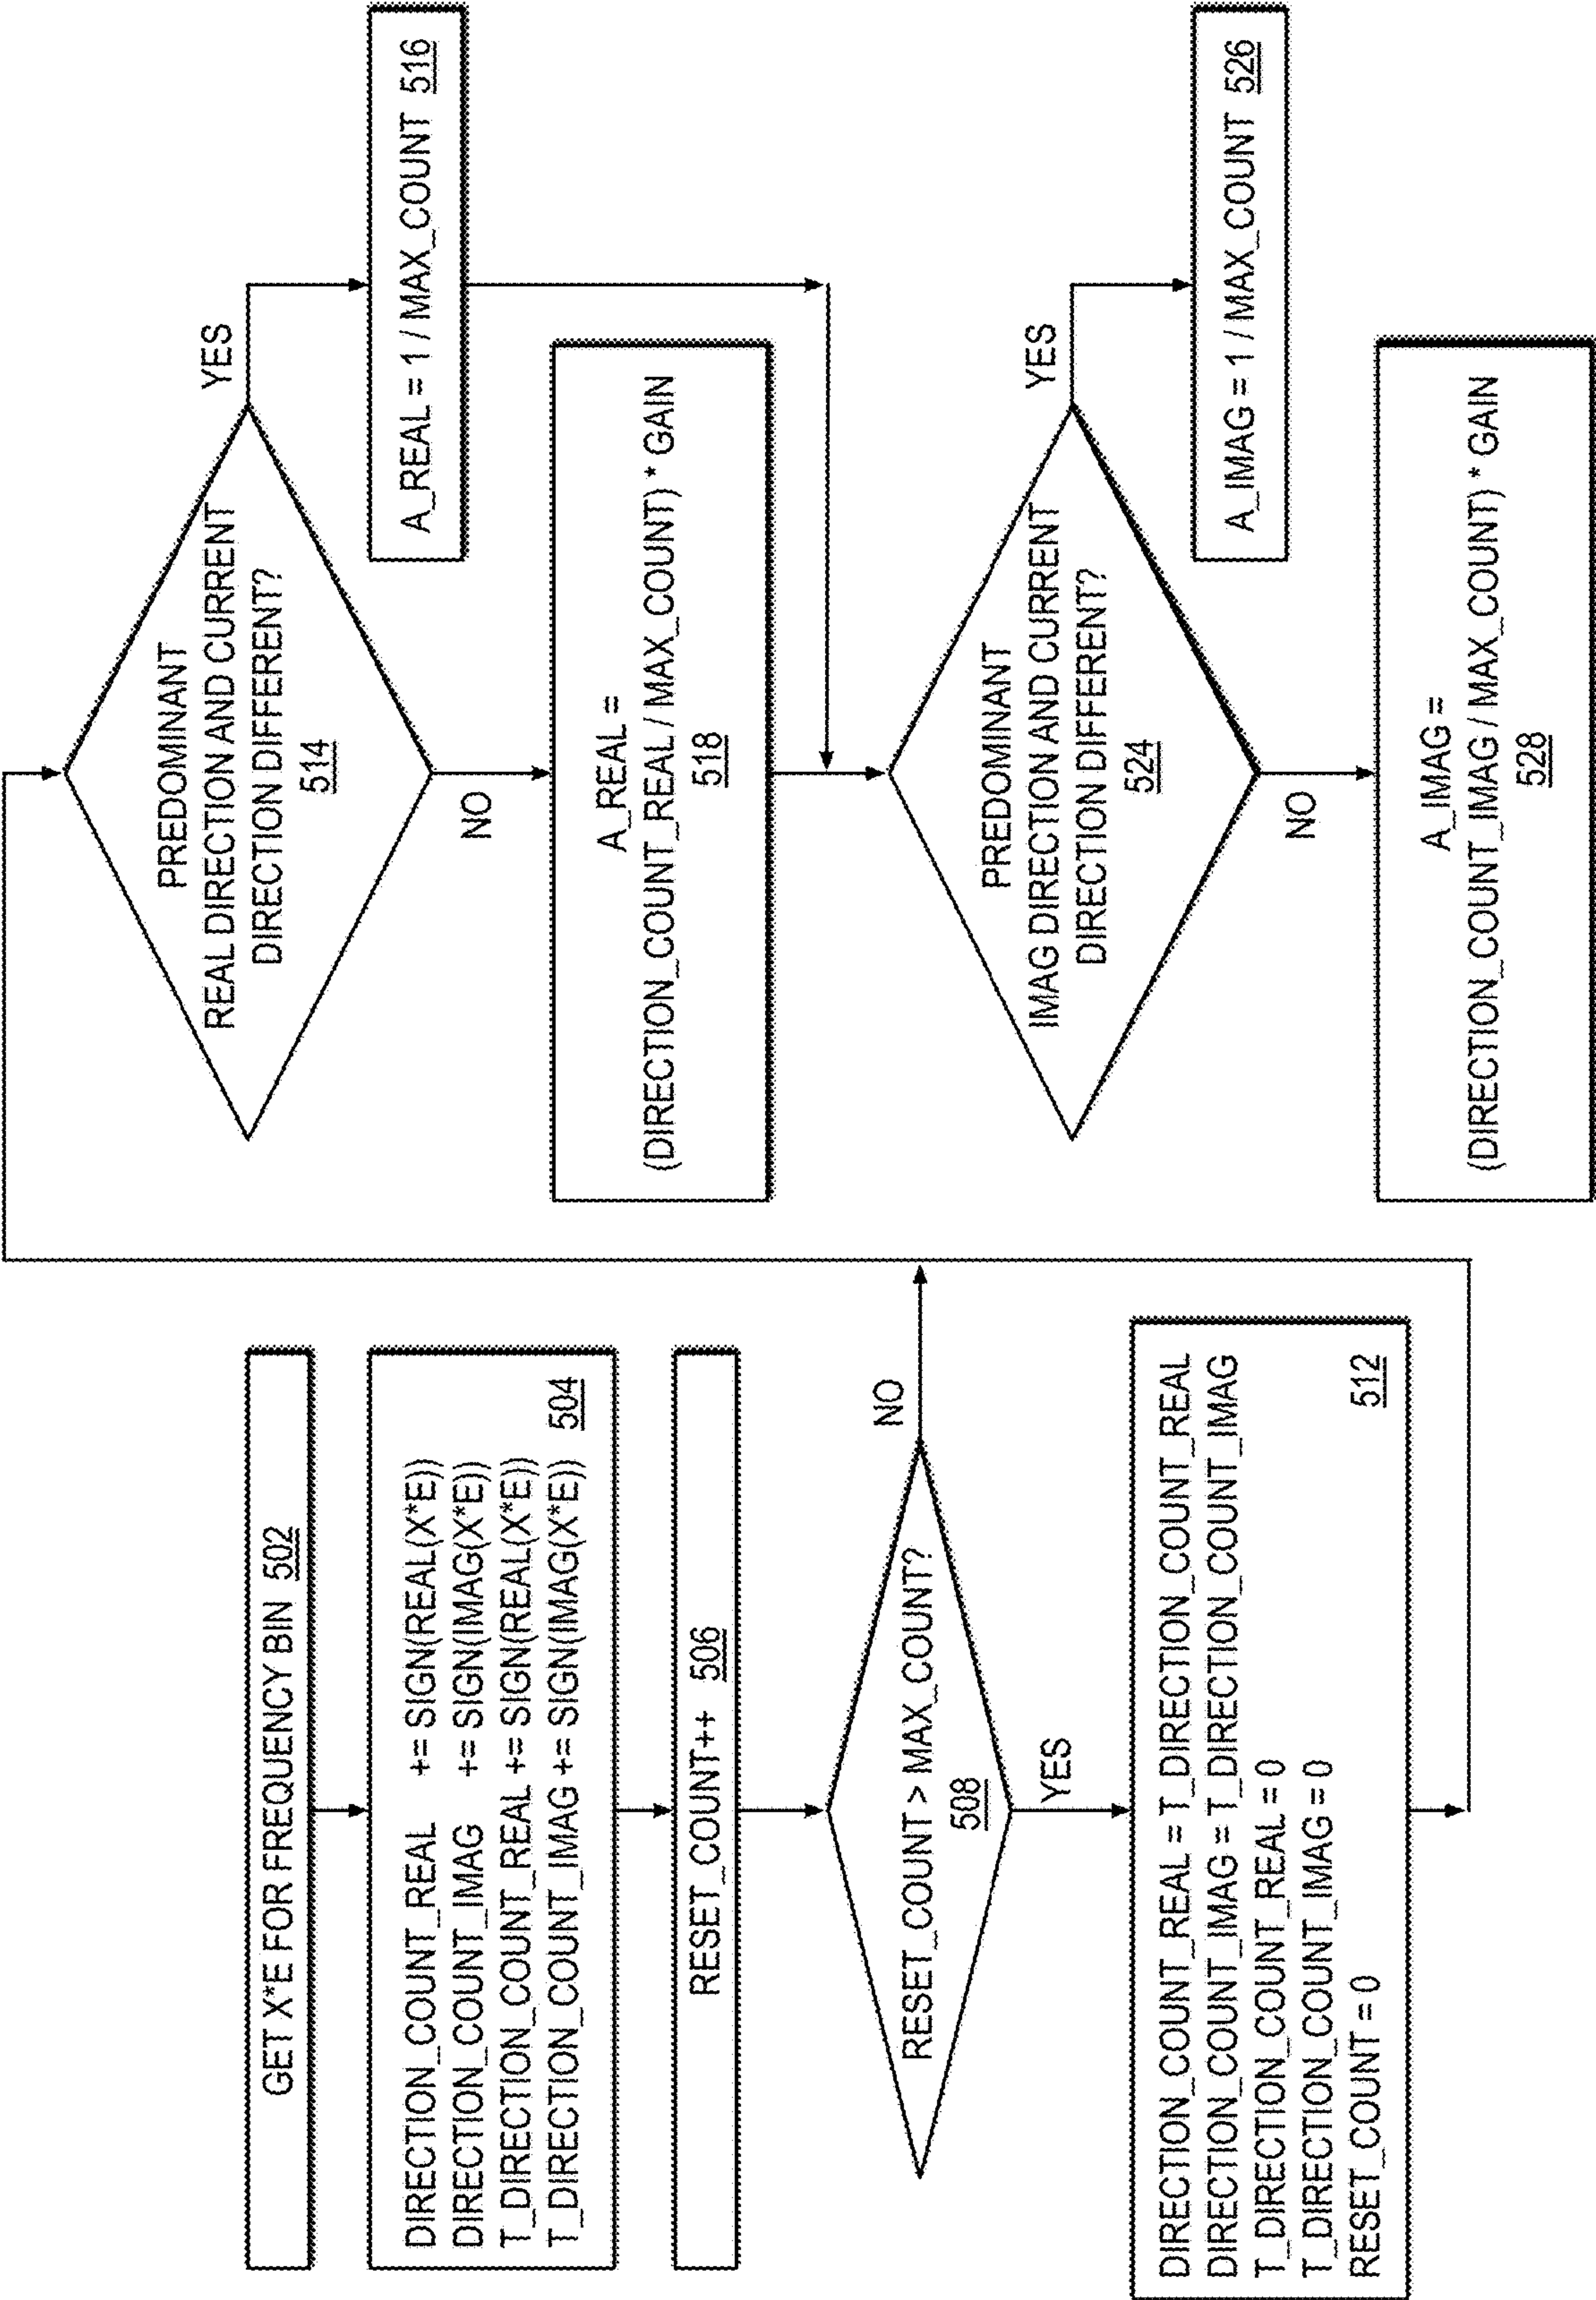 GET X*E FOR FREQUENCY BIN 502
DIRECTION_COUNT_REAL += SIGN(REAL(X*E))
DIRECTION_COUNT_IMAG += SIGN(IMAG(X*E))
T_DIRECTION_COUNT_REAL += SIGN(REAL(X*E))
T_DIRECTION_COUNT_IMAG += SIGN(IMAG(X*E)) 504
RESET_COUNT++ 506
RESET_COUNT > MAX_COUNT?
508
NO
YES
DIRECTION_COUNT_REAL = T_DIRECTION_COUNT_REAL
DIRECTION_COUNT_IMAG = T_DIRECTION_COUNT_IMAG
T_DIRECTION_COUNT_REAL = 0
T_DIRECTION_COUNT_IMAG = 0
RESET_COUNT = 0
512
PREDOMINANT
REAL DIRECTION AND CURRENT
DIRECTION DIFFERENT?
514
YES
NO
A_REAL = 1 / MAX_COUNT 516
A_REAL =
(DIRECTION_COUNT_REAL / MAX_COUNT) * GAIN
518
PREDOMINANT
IMAG DIRECTION AND CURRENT
DIRECTION DIFFERENT?
524
YES
NO
A_IMAG = 1 / MAX_COUNT 526
A_IMAG =
(DIRECTION_COUNT_IMAG / MAX_COUNT) * GAIN
528